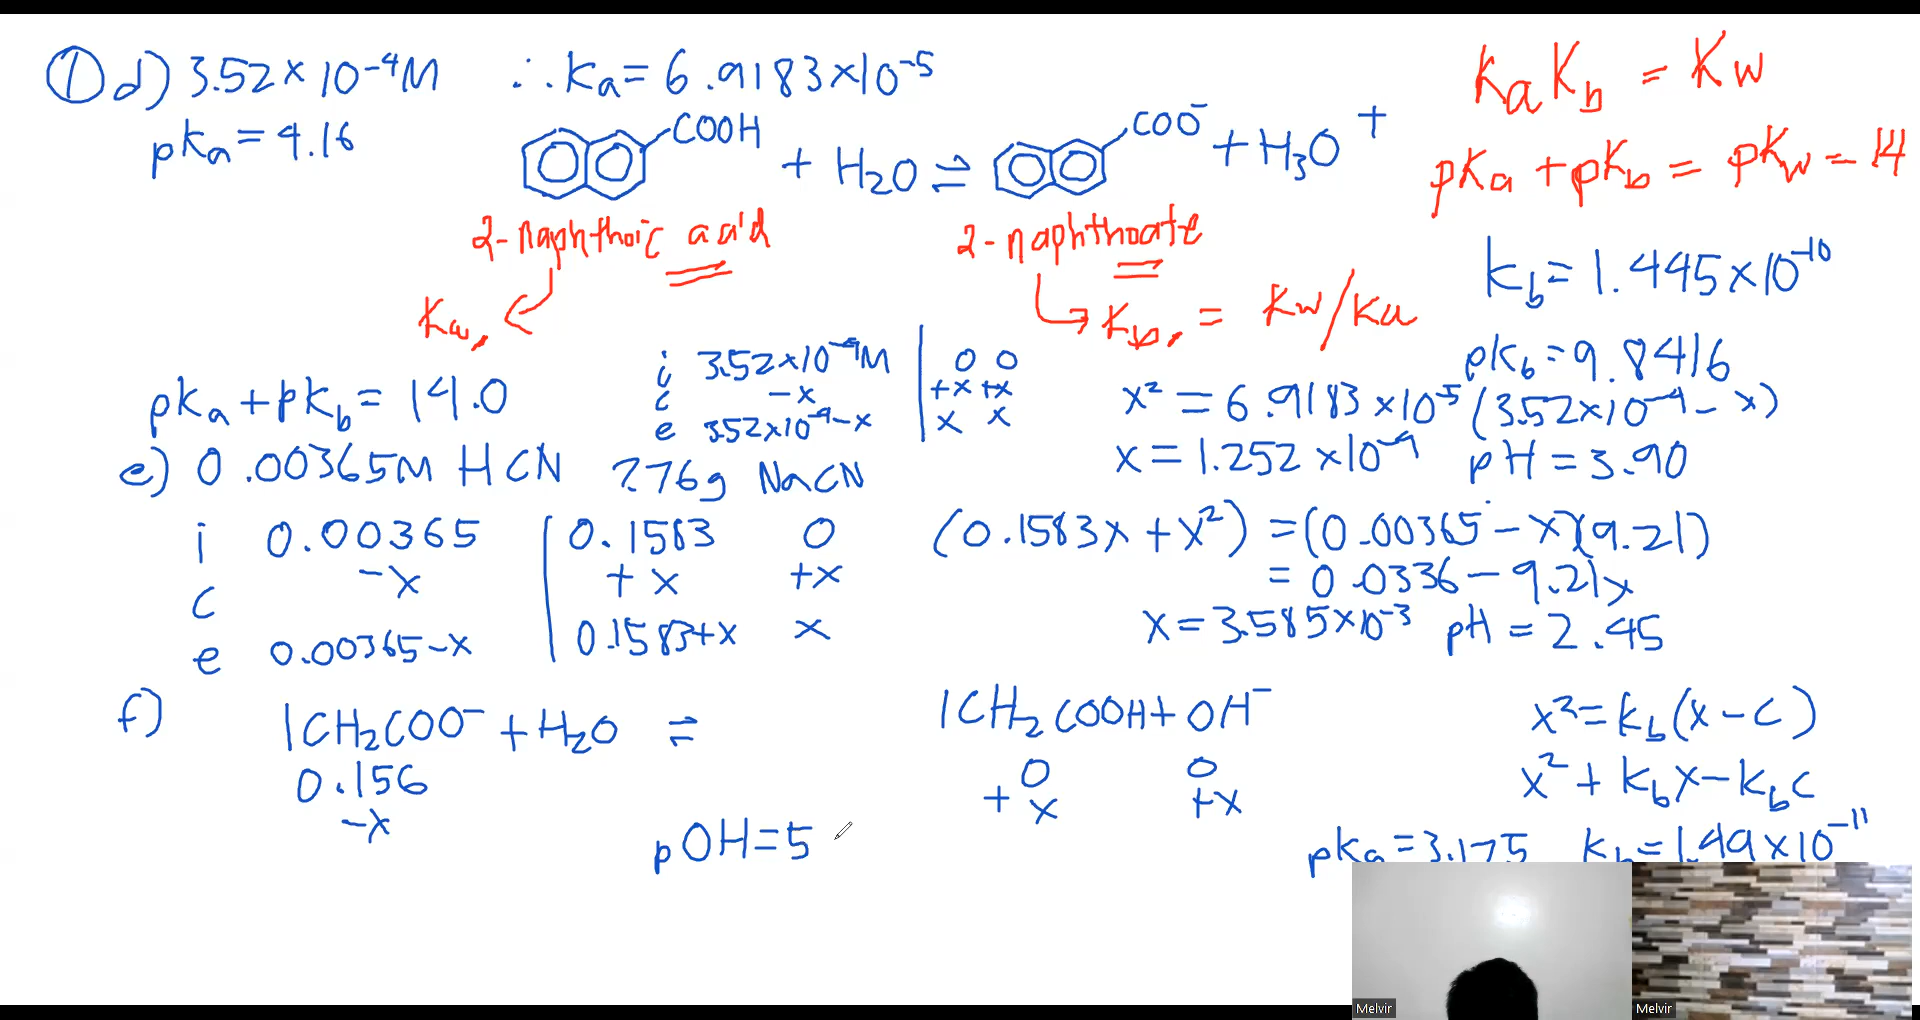 ① d) 3.52×10⁻⁴M ∴ Ka = 6.9183×10⁻⁵
pKa = 4.16
COOH + H₂O ⇌ COO⁻ + H₃O⁺
2-naphthoic acid
2-naphthoate
Ka,
Kb, = Kw/Ka
KaKb = Kw
pKa + pKb = pKw = 14
Kb = 1.445×10⁻¹⁰
pKb = 9.8416
pKa + pKb = 14.0
i 3.52×10⁻⁴M | 0 0
c −x | +x +x
e 3.52×10⁻⁴−x | x x
x² = 6.9183×10⁻⁵(3.52×10⁻⁴ − x)
x = 1.252×10⁻⁴ pH = 3.90
e) 0.00365M HCN 7.76g NaCN
i 0.00365 | 0.1583 0
c −x | +x +x
e 0.00365−x | 0.1583+x x
(0.1583x + x²) = (0.00365 − x)(9.21)
= 0.0336 − 9.21x
x = 3.585×10⁻³ pH = 2.45
f) ICH₂COO⁻ + H₂O ⇌ ICH₂COOH + OH⁻
0.156 0 0
−x +x +x
pOH = 5
x² = Kb(x − c)
x² + Kbx − Kbc
pKa = 3.175 Kb = 1.49×10⁻¹¹
Melvir
Melvir